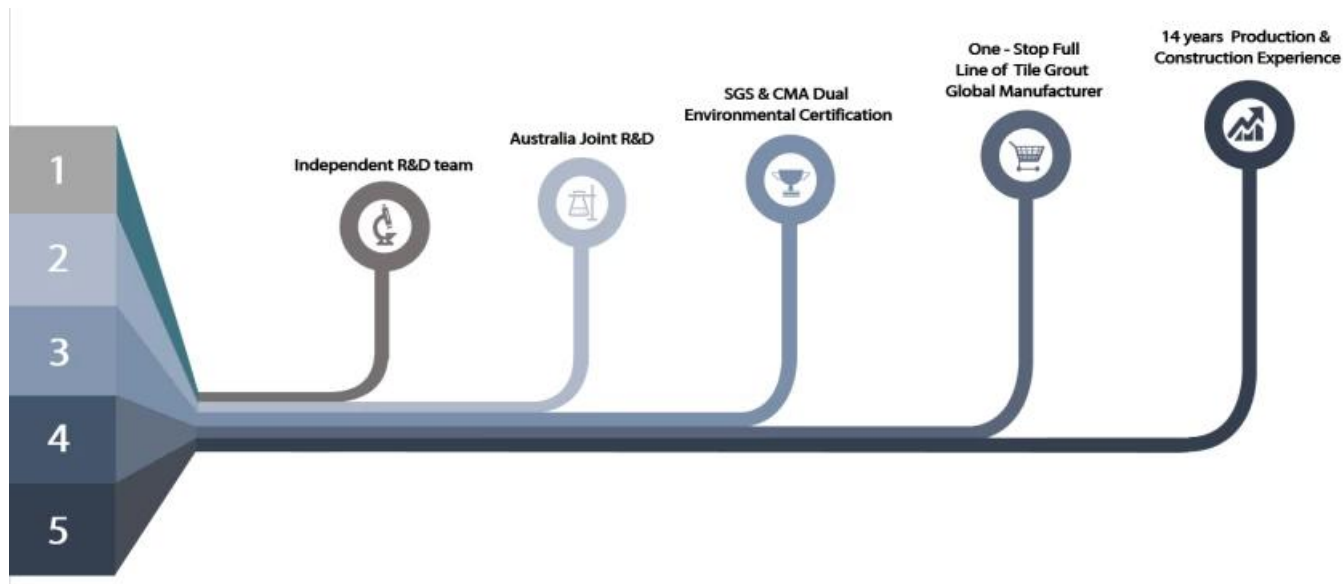 1
2
3
4
5
Independent R&D team
Australia Joint R&D
SGS & CMA Dual
Environmental Certification
One - Stop Full
Line of Tile Grout
Global Manufacturer
14 years Production &
Construction Experience